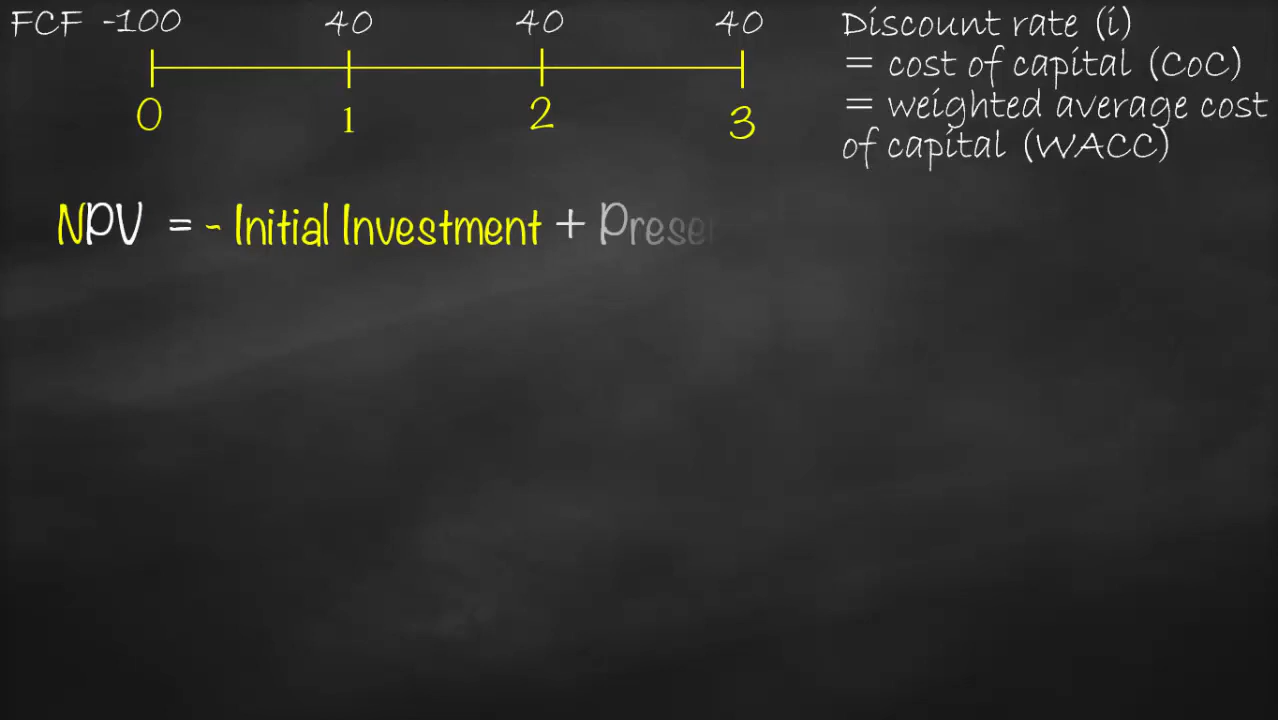 FCF -100 40 40 40
0 1 2 3
Discount rate (i)
= cost of capital (CoC)
= weighted average cost
of capital (WACC)
NPV = - Initial Investment + Prese